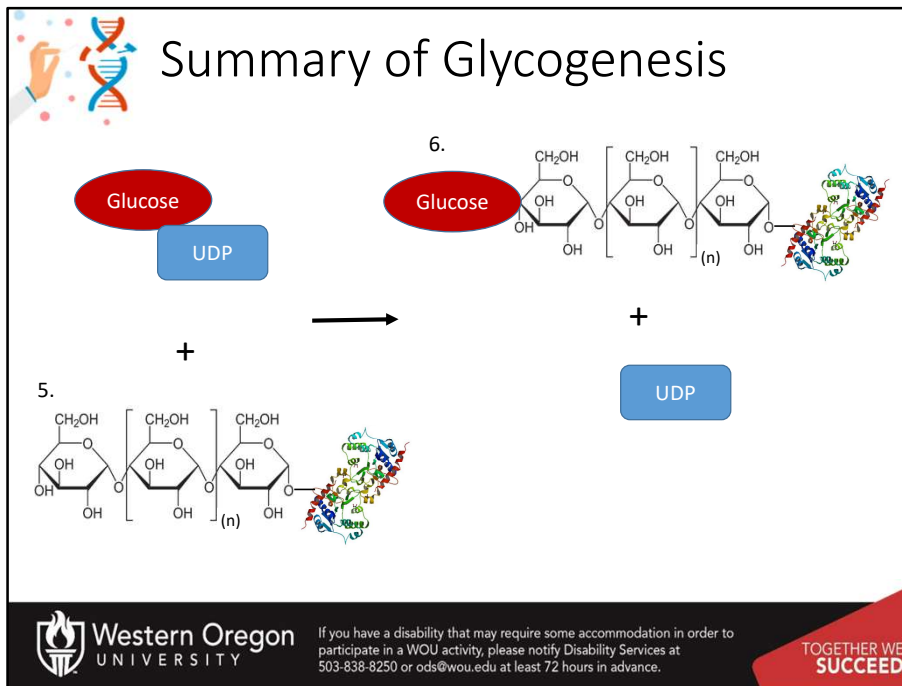 Summary of Glycogenesis
Glucose
UDP
+
5.
CH₂OH
CH₂OH
CH₂OH
O
O
O
OH
OH
OH
OH
O
O
O
OH
OH
OH
(n)
6.
Glucose
CH₂OH
CH₂OH
CH₂OH
O
O
O
OH
OH
OH
OH
O
O
O
OH
OH
OH
(n)
+
UDP
Western Oregon
UNIVERSITY
If you have a disability that may require some accommodation in order to
participate in a WOU activity, please notify Disability Services at
503-838-8250 or ods@wou.edu at least 72 hours in advance.
TOGETHER WE
SUCCEED